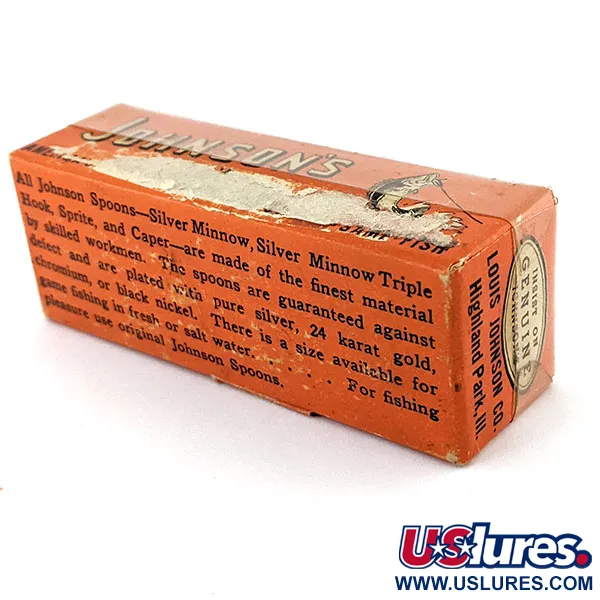 JOHNSON'S
GAME FISH
All Johnson Spoons—Silver Minnow, Silver Minnow Triple
Hook, Sprite, and Caper—are made of the finest material
by skilled workmen. The spoons are guaranteed against
defect and are plated with pure silver, 24 karat gold,
chromium, or black nickel. There is a size available for
game fishing in fresh or salt water. . . . . . For fishing
pleasure use original Johnson Spoons.
LOUIS JOHNSON CO.
Highland Park, Ill.
INSIST ON
GENUINE
JOHNSON'S
USlures.
WWW.USLURES.COM